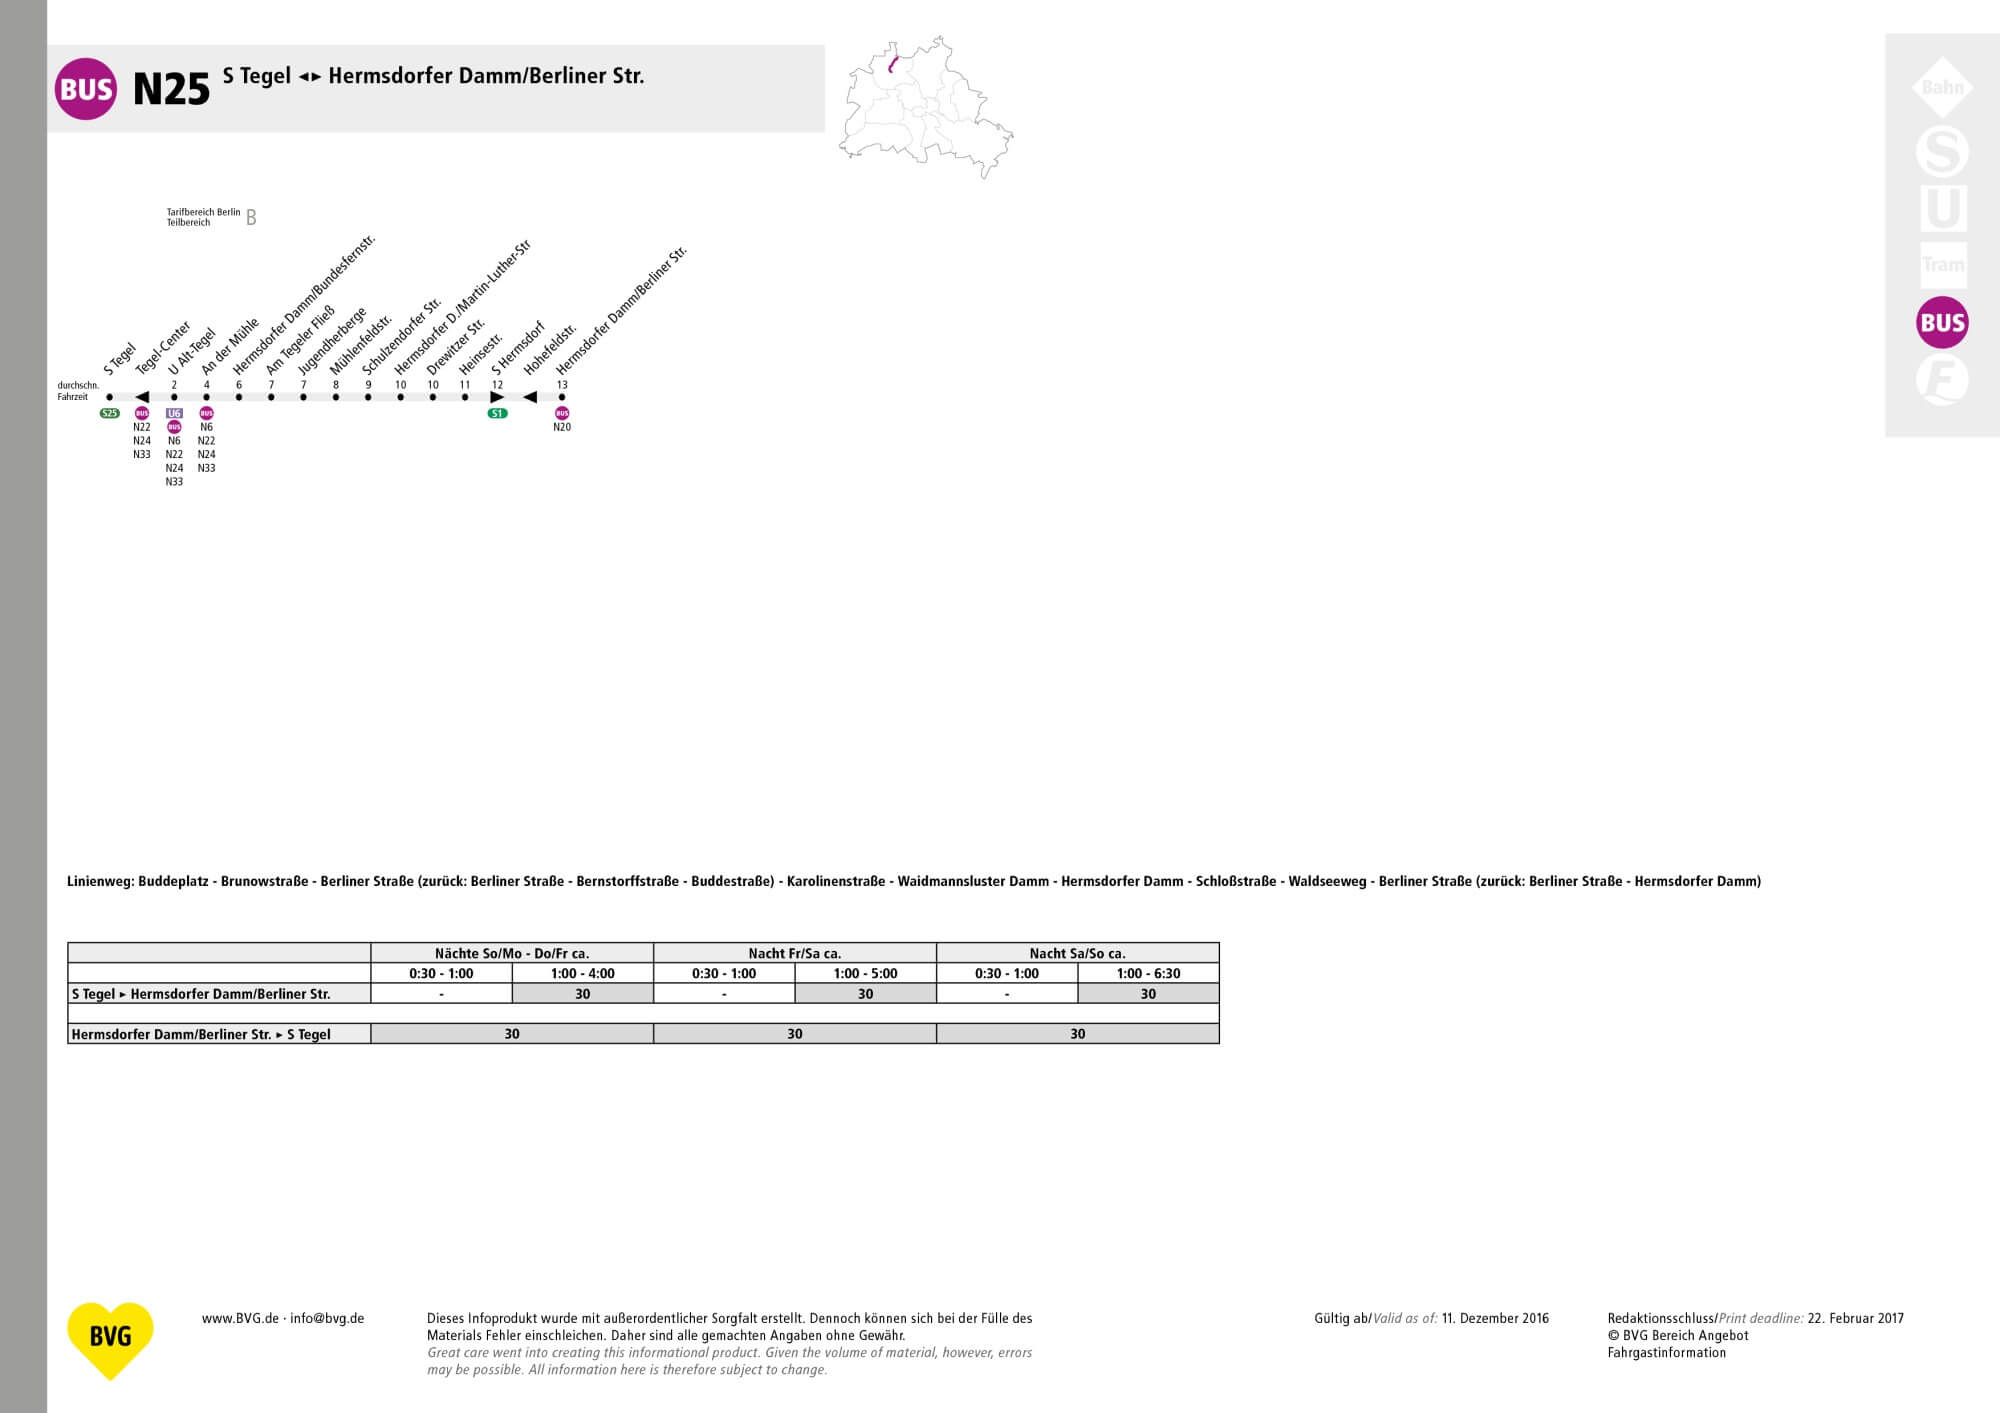 BUS N25 S Tegel ◄► Hermsdorfer Damm/Berliner Str.
Bahn
S
U
Tram
BUS
F
Tarifbereich Berlin B
Teilbereich
S Tegel
Tegel-Center
U Alt-Tegel
An der Mühle
Hermsdorfer Damm/Bundesfernstr.
Am Tegeler Fließ
Jugendherberge
Mühlenfeldstr.
Schulzendorfer Str.
Hermsdorfer D./Martin-Luther-Str
Drewitzer Str.
Heinsestr.
S Hermsdorf
Hohefeldstr.
Hermsdorfer Damm/Berliner Str.
durchschn. 2 4 6 7 7 8 9 10 10 11 12 13
Fahrzeit
S25 BUS U6 BUS S1 BUS
N22 BUS N6 N20
N24 N6 N22
N33 N22 N24
N24 N33
N33
Linienweg: Buddeplatz - Brunowstraße - Berliner Straße (zurück: Berliner Straße - Bernstorffstraße - Buddestraße) - Karolinenstraße - Waidmannsluster Damm - Hermsdorfer Damm - Schloßstraße - Waldseeweg - Berliner Straße (zurück: Berliner Straße - Hermsdorfer Damm)
Nächte So/Mo - Do/Fr ca. Nacht Fr/Sa ca. Nacht Sa/So ca.
0:30 - 1:00 1:00 - 4:00 0:30 - 1:00 1:00 - 5:00 0:30 - 1:00 1:00 - 6:30
S Tegel ► Hermsdorfer Damm/Berliner Str. - 30 - 30 - 30
Hermsdorfer Damm/Berliner Str. ► S Tegel 30 30 30
BVG
www.BVG.de · info@bvg.de
Dieses Infoprodukt wurde mit außerordentlicher Sorgfalt erstellt. Dennoch können sich bei der Fülle des
Materials Fehler einschleichen. Daher sind alle gemachten Angaben ohne Gewähr.
Great care went into creating this informational product. Given the volume of material, however, errors
may be possible. All information here is therefore subject to change.
Gültig ab/Valid as of: 11. Dezember 2016
Redaktionsschluss/Print deadline: 22. Februar 2017
© BVG Bereich Angebot
Fahrgastinformation